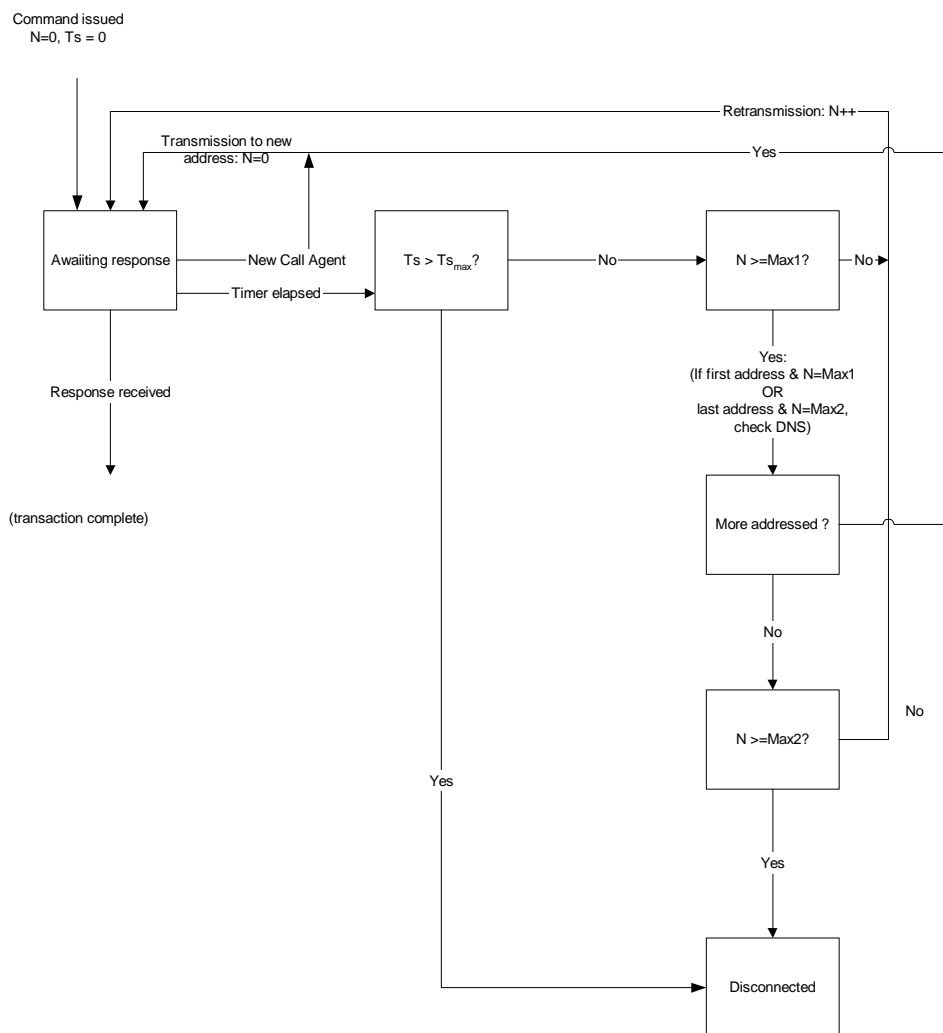 Command issued
N=0, Ts = 0
Retransmission: N++
Transmission to new
address: N=0
Yes
Awaiiting response
New Call Agent
Ts > Tsmax?
No
N >=Max1?
No
Timer elapsed
Response received
Yes:
(If first address & N=Max1
OR
last address & N=Max2,
check DNS)
(transaction complete)
More addressed ?
No
N >=Max2?
No
Yes
Yes
Disconnected